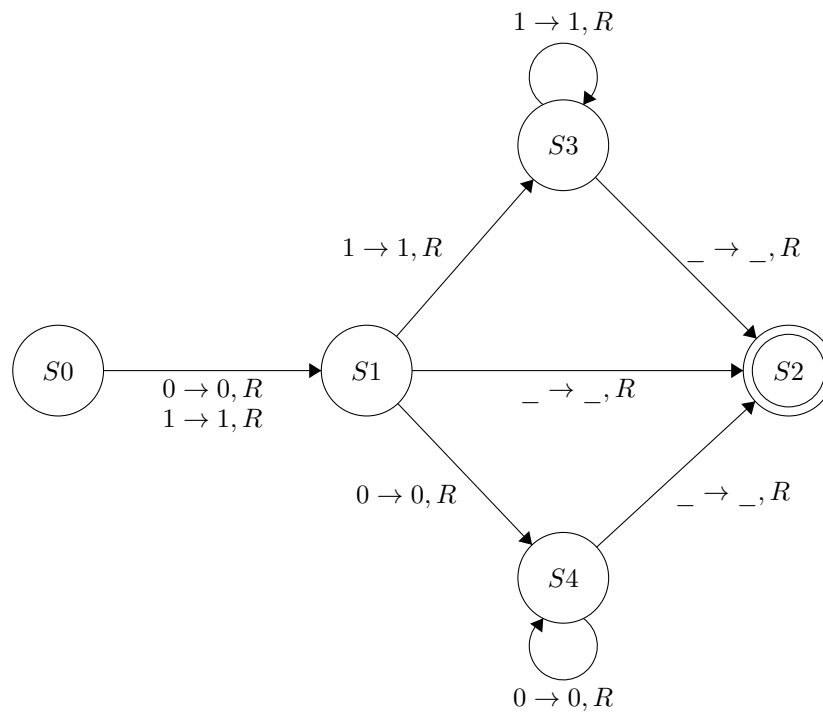 1 → 1, R
S3
1 → 1, R
_ → _, R
S0
S1
S2
0 → 0, R
1 → 1, R
_ → _, R
0 → 0, R
_ → _, R
S4
0 → 0, R